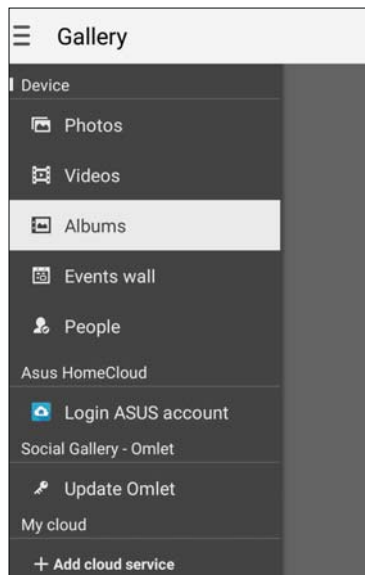 Gallery
Device
Photos
Videos
Albums
Events wall
People
Asus HomeCloud
Login ASUS account
Social Gallery - Omlet
Update Omlet
My cloud
+ Add cloud service